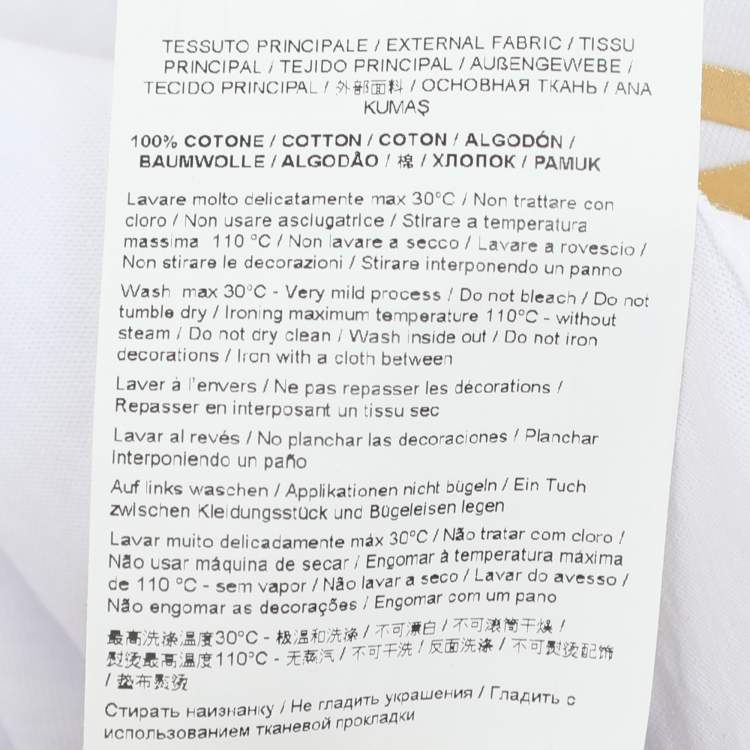 TESSUTO PRINCIPALE / EXTERNAL FABRIC / TISSU
PRINCIPAL / TEJIDO PRINCIPAL / AUßENGEWEBE /
TECIDO PRINCIPAL / 外部面料 / ОСНОВНАЯ ТКАНЬ / ANA
KUMAŞ
100% COTONE / COTTON / COTON / ALGODÓN /
BAUMWOLLE / ALGODÃO / 棉 / ХЛОПОК / PAMUK
Lavare molto delicatamente max 30°C / Non trattare con
cloro / Non usare asciugatrice / Stirare a temperatura
massima 110 °C / Non lavare a secco / Lavare a rovescio /
Non stirare le decorazioni / Stirare interponendo un panno
Wash max 30°C - Very mild process / Do not bleach / Do not
tumble dry / Ironing maximum temperature 110°C - without
steam / Do not dry clean / Wash inside out / Do not iron
decorations / Iron with a cloth between
Laver à l'envers / Ne pas repasser les décorations /
Repasser en interposant un tissu sec
Lavar al revés / No planchar las decoraciones / Planchar
interponiendo un paño
Auf links waschen / Applikationen nicht bügeln / Ein Tuch
zwischen Kleidungsstück und Bügeleisen legen
Lavar muito delicadamente máx 30°C / Não tratar com cloro /
Não usar máquina de secar / Engomar à temperatura máxima
de 110 °C - sem vapor / Não lavar a seco / Lavar do avesso /
Não engomar as decorações / Engomar com um pano
最高洗涤温度30°C - 极温和洗涤 / 不可漂白 / 不可滚筒干燥 /
熨烫最高温度110°C - 无蒸汽 / 不可干洗 / 反面洗涤 / 不可熨烫配饰
/ 垫布熨烫
Стирать наизнанку / Не гладить украшения / Гладить с
использованием тканевой прокладки